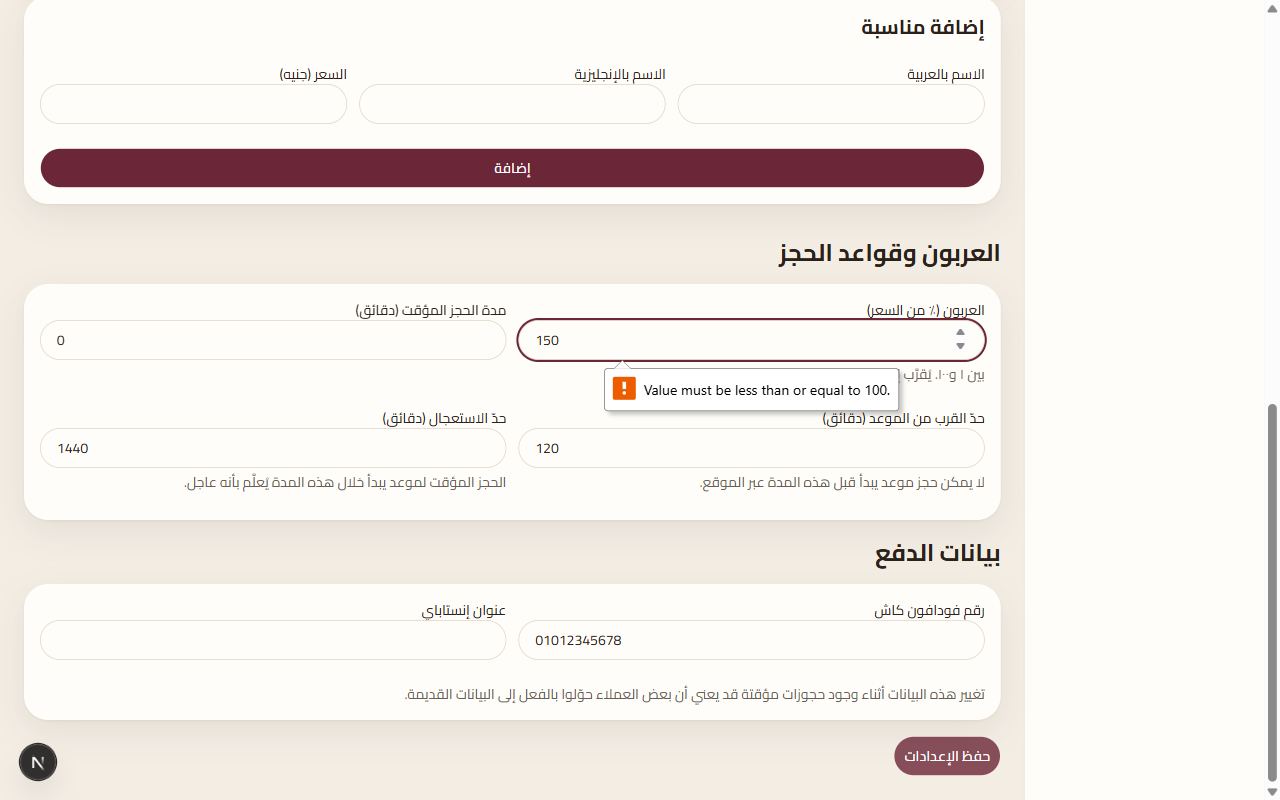 إضافة مناسبة
الاسم بالعربية
الاسم بالإنجليزية
السعر (جنيه)
إضافة
العربون وقواعد الحجز
العربون (٪ من السعر)
مدة الحجز المؤقت (دقائق)
150
0
بين ١ و١٠٠. يُقرَّب
Value must be less than or equal to 100.
حدّ القرب من الموعد (دقائق)
حدّ الاستعجال (دقائق)
120
1440
لا يمكن حجز موعد يبدأ قبل هذه المدة عبر الموقع.
الحجز المؤقت لموعد يبدأ خلال هذه المدة يُعلَّم بأنه عاجل.
بيانات الدفع
رقم فودافون كاش
عنوان إنستاباي
01012345678
تغيير هذه البيانات أثناء وجود حجوزات مؤقتة قد يعني أن بعض العملاء حوّلوا بالفعل إلى البيانات القديمة.
حفظ الإعدادات
N